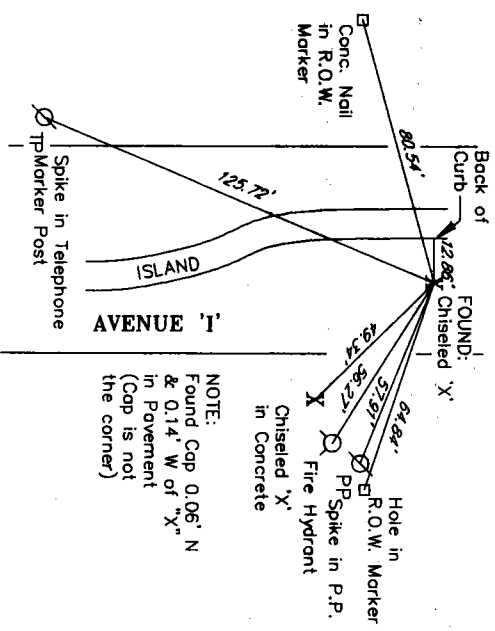 Conc. Nail
in R.O.W.
Marker
80.54'
Back of
Curb
12.86'
FOUND:
Chiseled 'X'
125.72'
TP
Spike in Telephone
Marker Post
ISLAND
AVENUE 'I'
49.34'
56.27'
57.91'
64.84'
X
Chiseled 'X'
in Concrete
Fire Hydrant
PP
Spike in P.P.
Hole in
R.O.W. Marker
NOTE:
Found Cap 0.06' N
& 0.14' W of "X"
in Pavement
(Cap is not
the corner)